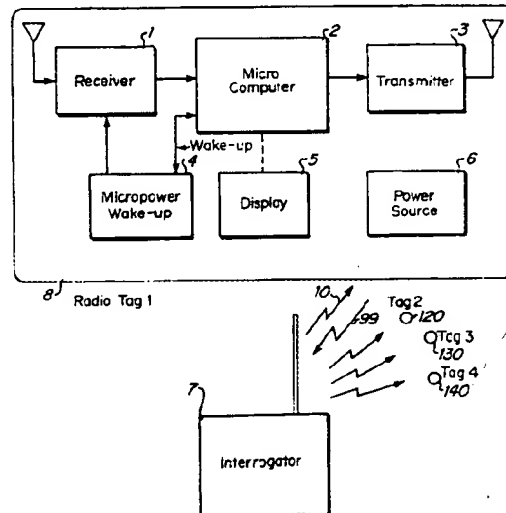 1
2
3
Receiver
Micro
Computer
Transmitter
Wake-up
4
5
6
Micropower
Wake-up
Display
Power
Source
8
Radio Tag 1
10
99
Tag 2
120
Tag 3
130
Tag 4
140
7
Interrogator